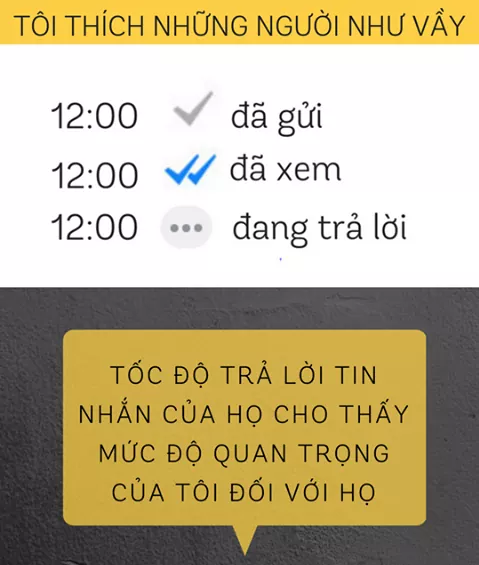 TÔI THÍCH NHỮNG NGƯỜI NHƯ VẦY
12:00 đã gửi
12:00 đã xem
12:00 đang trả lời
TỐC ĐỘ TRẢ LỜI TIN
NHẮN CỦA HỌ CHO THẤY
MỨC ĐỘ QUAN TRỌNG
CỦA TÔI ĐỐI VỚI HỌ